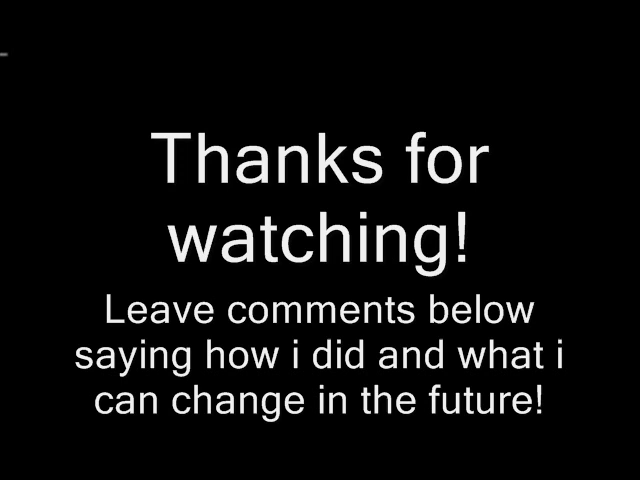 Thanks for
watching!
Leave comments below
saying how i did and what i
can change in the future!